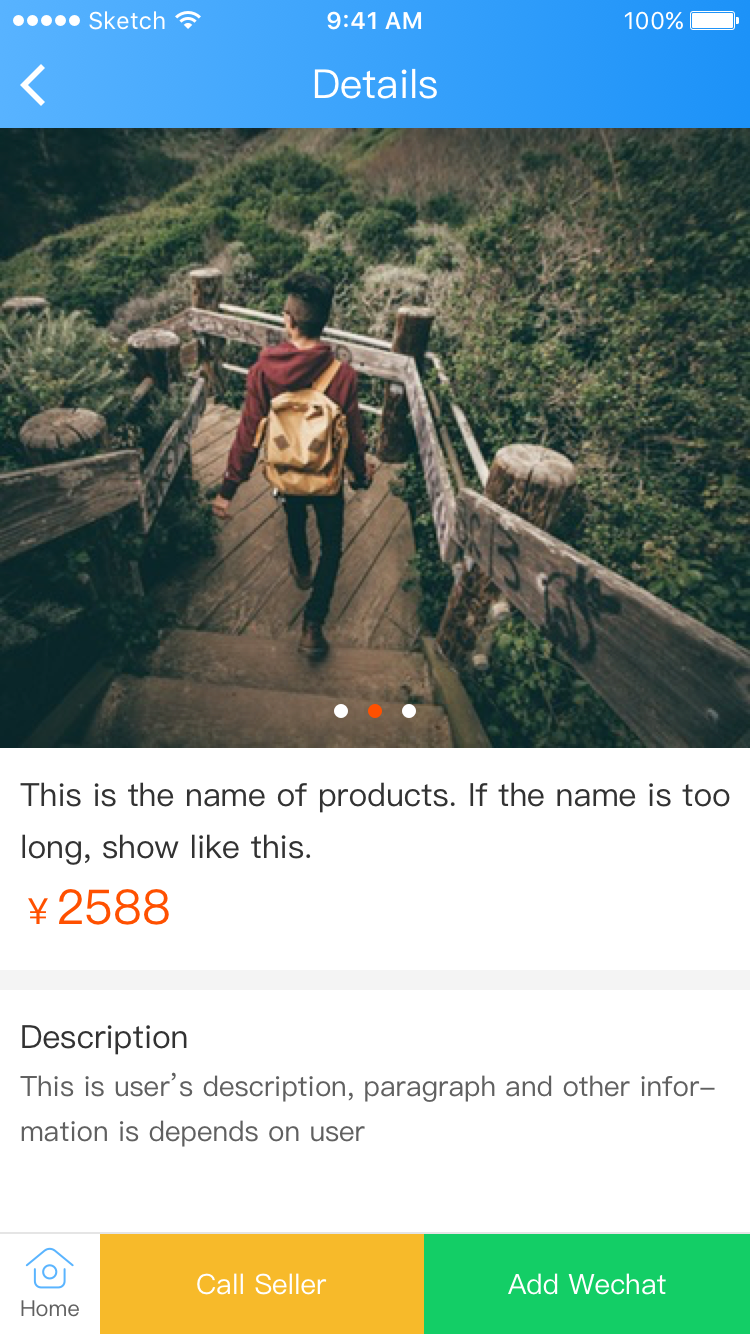 Sketch 9:41 AM 100%
Details
This is the name of products. If the name is too
long, show like this.
¥ 2588
Description
This is user's description, paragraph and other infor-
mation is depends on user
Home Call Seller Add Wechat